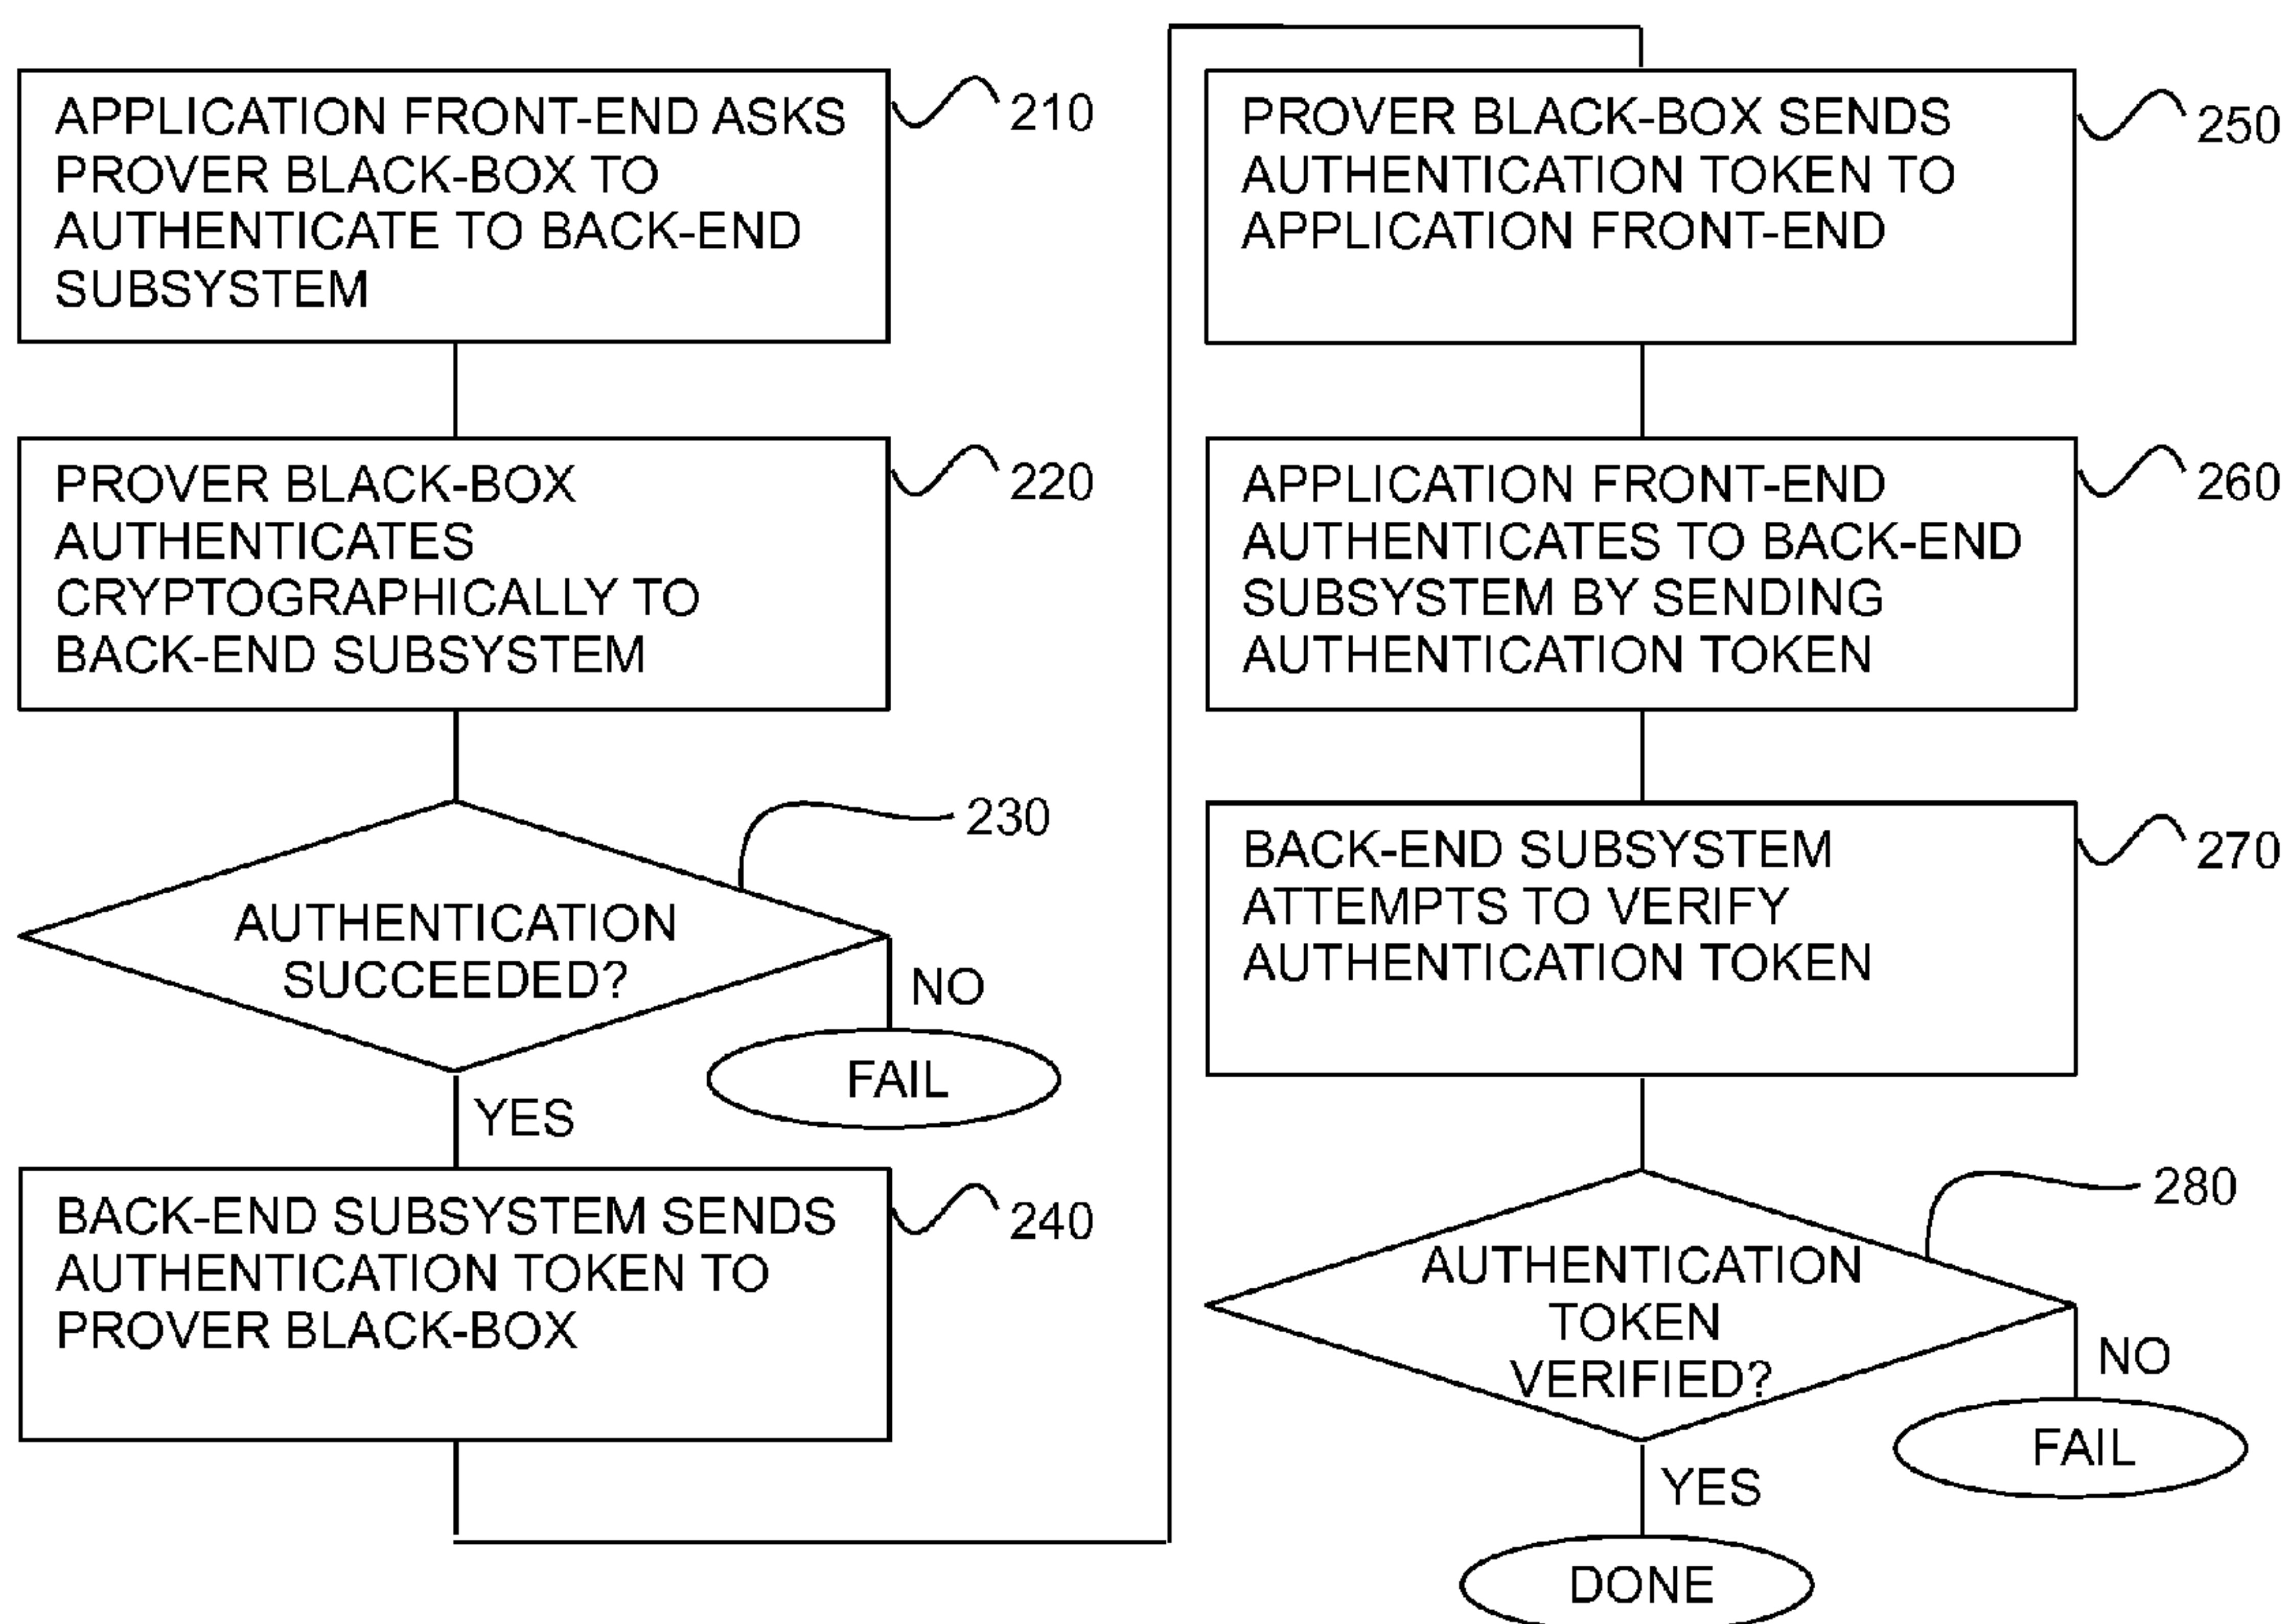 APPLICATION FRONT-END ASKS
PROVER BLACK-BOX TO
AUTHENTICATE TO BACK-END
SUBSYSTEM
210
PROVER BLACK-BOX
AUTHENTICATES
CRYPTOGRAPHICALLY TO
BACK-END SUBSYSTEM
220
230
AUTHENTICATION
SUCCEEDED?
NO
FAIL
YES
BACK-END SUBSYSTEM SENDS
AUTHENTICATION TOKEN TO
PROVER BLACK-BOX
240
PROVER BLACK-BOX SENDS
AUTHENTICATION TOKEN TO
APPLICATION FRONT-END
250
APPLICATION FRONT-END
AUTHENTICATES TO BACK-END
SUBSYSTEM BY SENDING
AUTHENTICATION TOKEN
260
BACK-END SUBSYSTEM
ATTEMPTS TO VERIFY
AUTHENTICATION TOKEN
270
280
AUTHENTICATION
TOKEN
VERIFIED?
NO
FAIL
YES
DONE